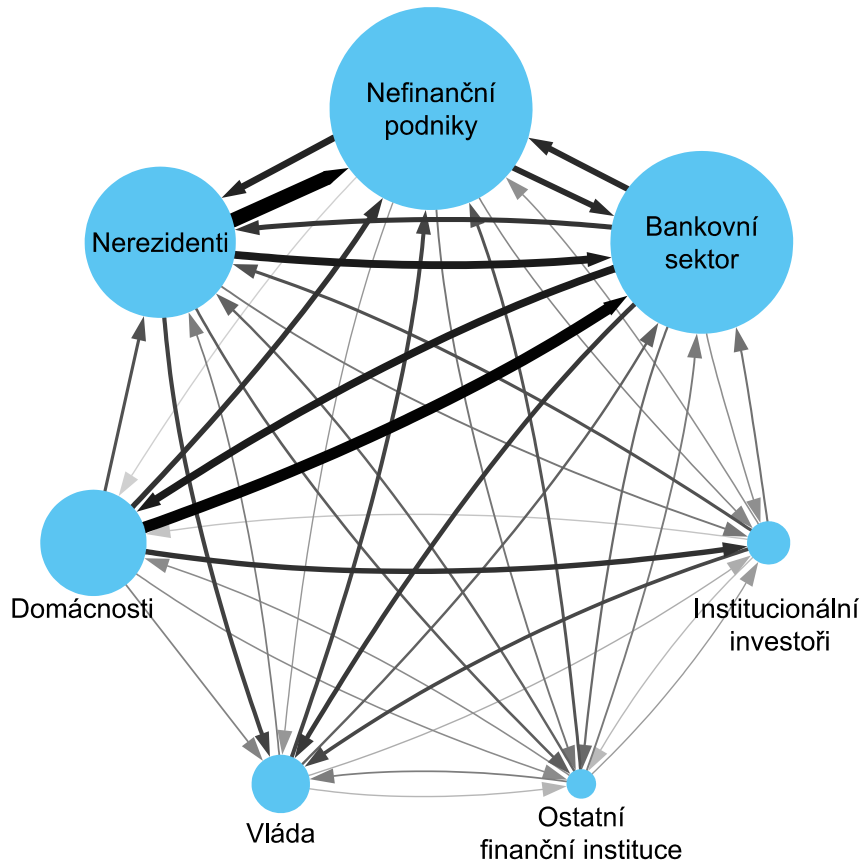 Nefinanční
podniky
Nerezidenti
Bankovní
sektor
Domácnosti
Institucionální
investoři
Vláda
Ostatní
finanční instituce